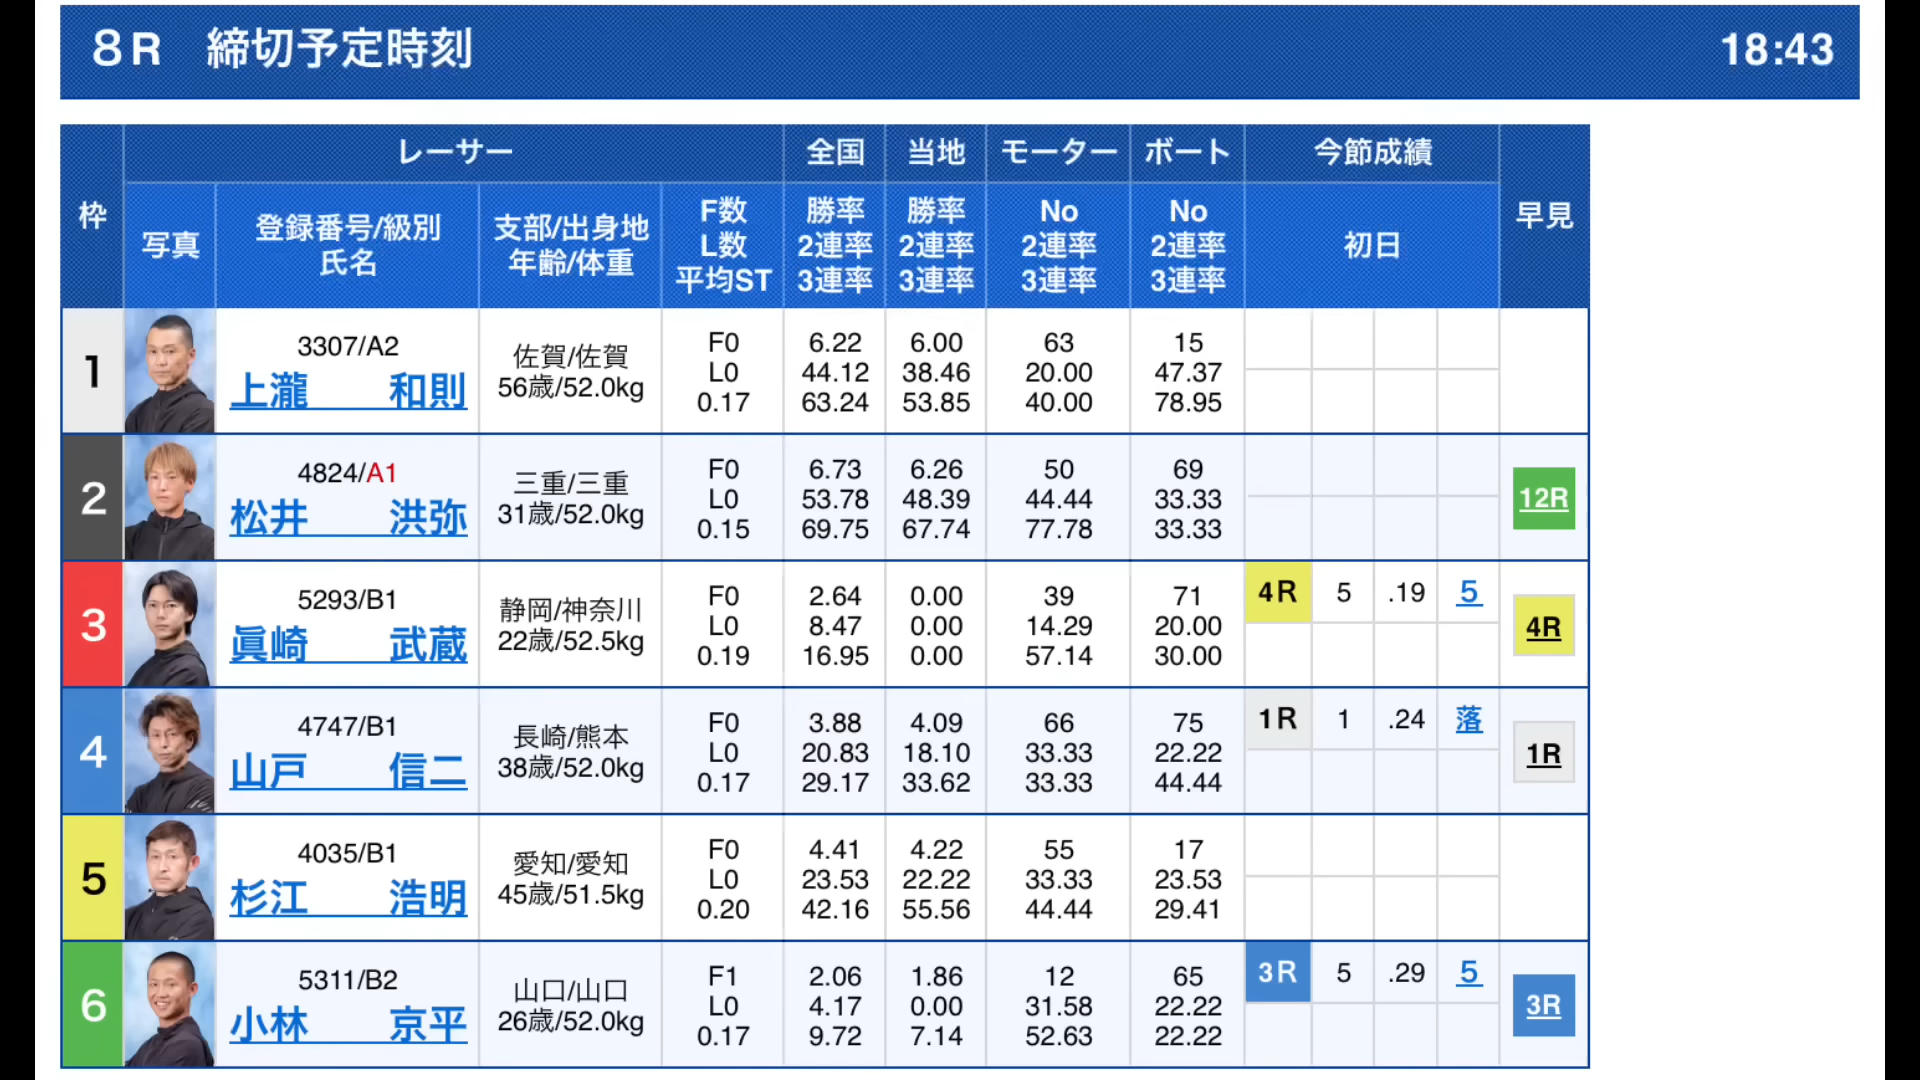 8R 締切予定時刻 18:43
枠 レーサー 全国 当地 モーター ボート 今節成績 早見
写真 登録番号/級別 氏名 支部/出身地 年齢/体重 F数 L数 平均ST 勝率 2連率 3連率 勝率 2連率 3連率 No 2連率 3連率 No 2連率 3連率 初日
1 3307/A2 佐賀/佐賀 F0 6.22 6.00 63 15
上瀧 和則 56歳/52.0kg L0 44.12 38.46 20.00 47.37
0.17 63.24 53.85 40.00 78.95
2 4824/A1 三重/三重 F0 6.73 6.26 50 69
松井 洪弥 31歳/52.0kg L0 53.78 48.39 44.44 33.33 12R
0.15 69.75 67.74 77.78 33.33
3 5293/B1 静岡/神奈川 F0 2.64 0.00 39 71 4R 5 .19 5
眞崎 武蔵 22歳/52.5kg L0 8.47 0.00 14.29 20.00 4R
0.19 16.95 0.00 57.14 30.00
4 4747/B1 長崎/熊本 F0 3.88 4.09 66 75 1R 1 .24 落
山戸 信二 38歳/52.0kg L0 20.83 18.10 33.33 22.22 1R
0.17 29.17 33.62 33.33 44.44
5 4035/B1 愛知/愛知 F0 4.41 4.22 55 17
杉江 浩明 45歳/51.5kg L0 23.53 22.22 33.33 23.53
0.20 42.16 55.56 44.44 29.41
6 5311/B2 山口/山口 F1 2.06 1.86 12 65 3R 5 .29 5
小林 京平 26歳/52.0kg L0 4.17 0.00 31.58 22.22 3R
0.17 9.72 7.14 52.63 22.22